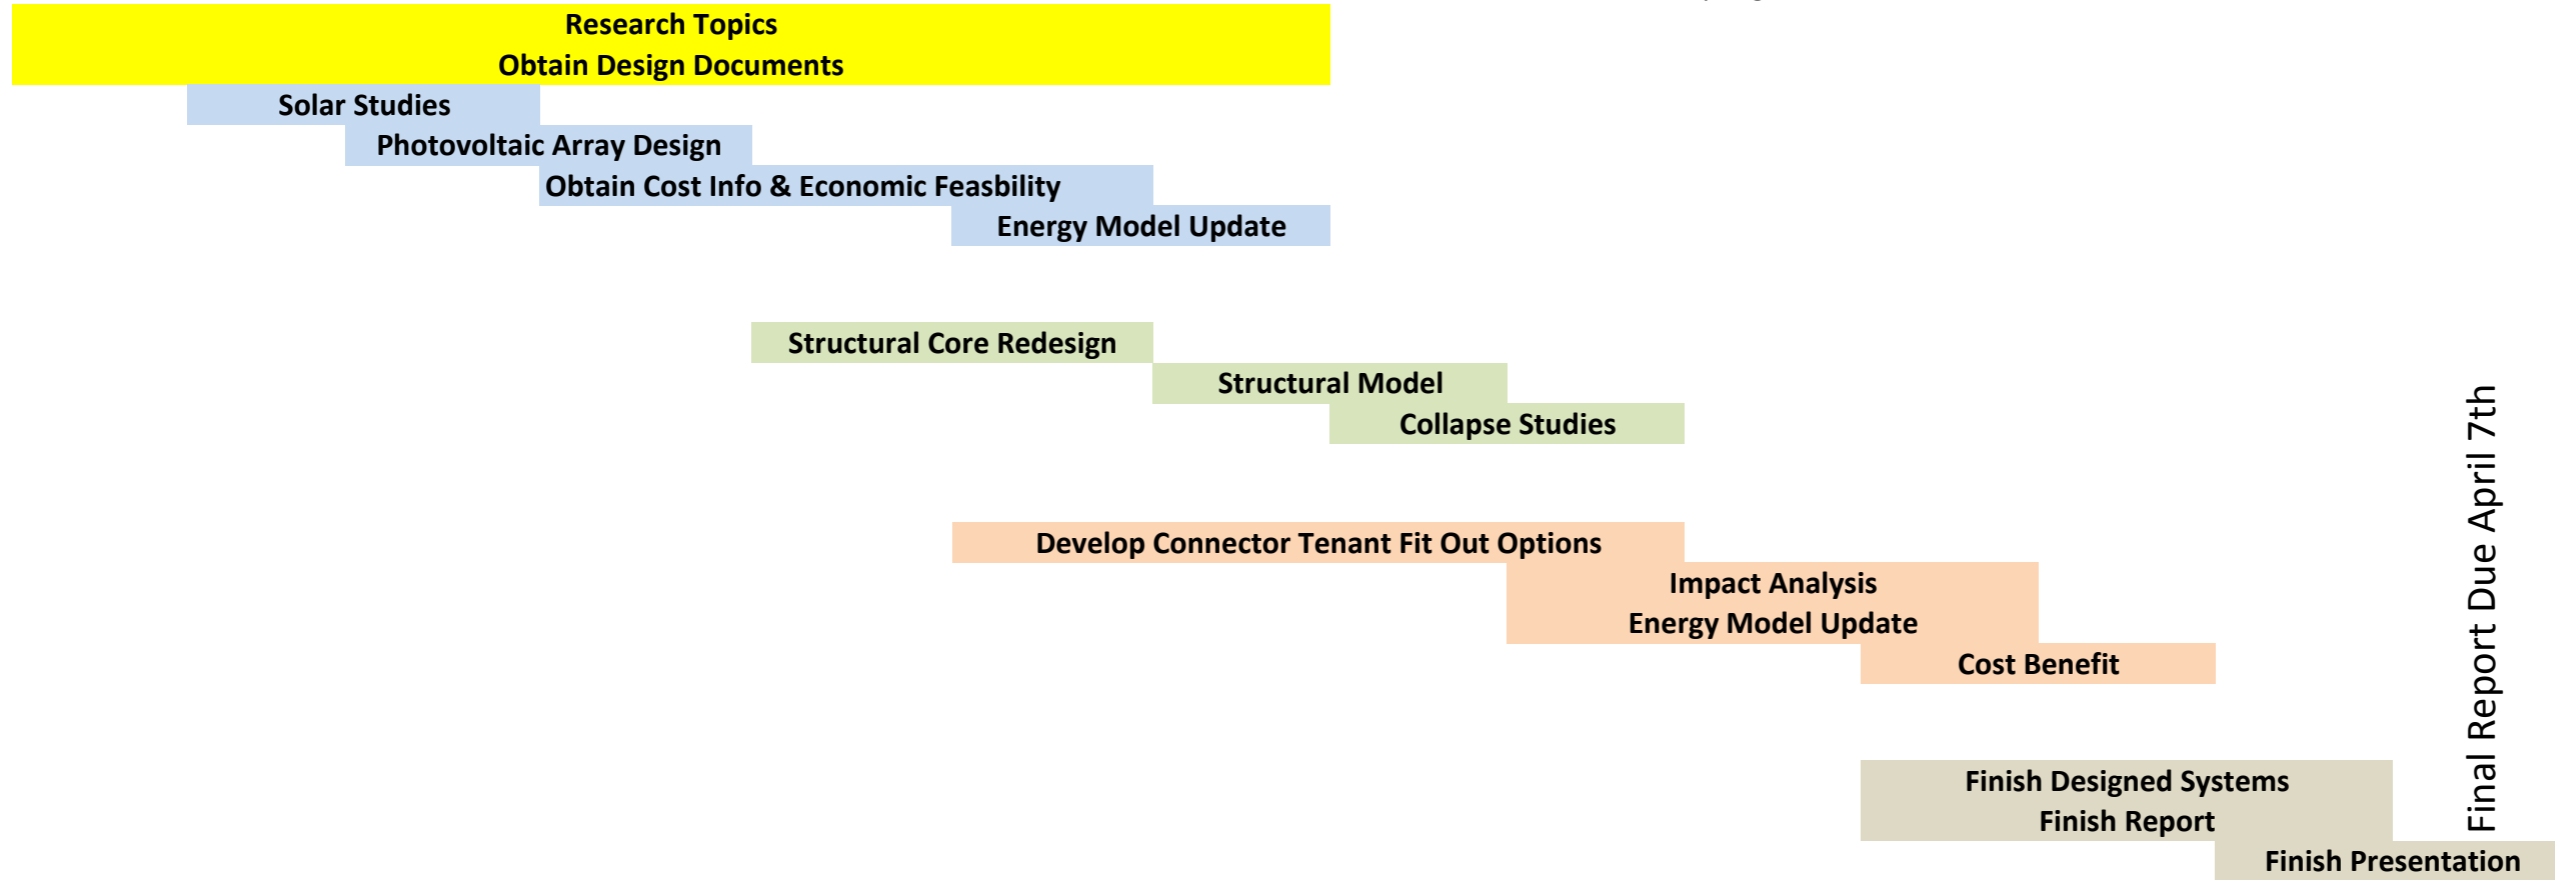 Research Topics
Obtain Design Documents
Solar Studies
Photovoltaic Array Design
Obtain Cost Info & Economic Feasbility
Energy Model Update
Structural Core Redesign
Structural Model
Collapse Studies
Develop Connector Tenant Fit Out Options
Impact Analysis
Energy Model Update
Cost Benefit
Finish Designed Systems
Finish Report
Finish Presentation
Final Report Due April 7th